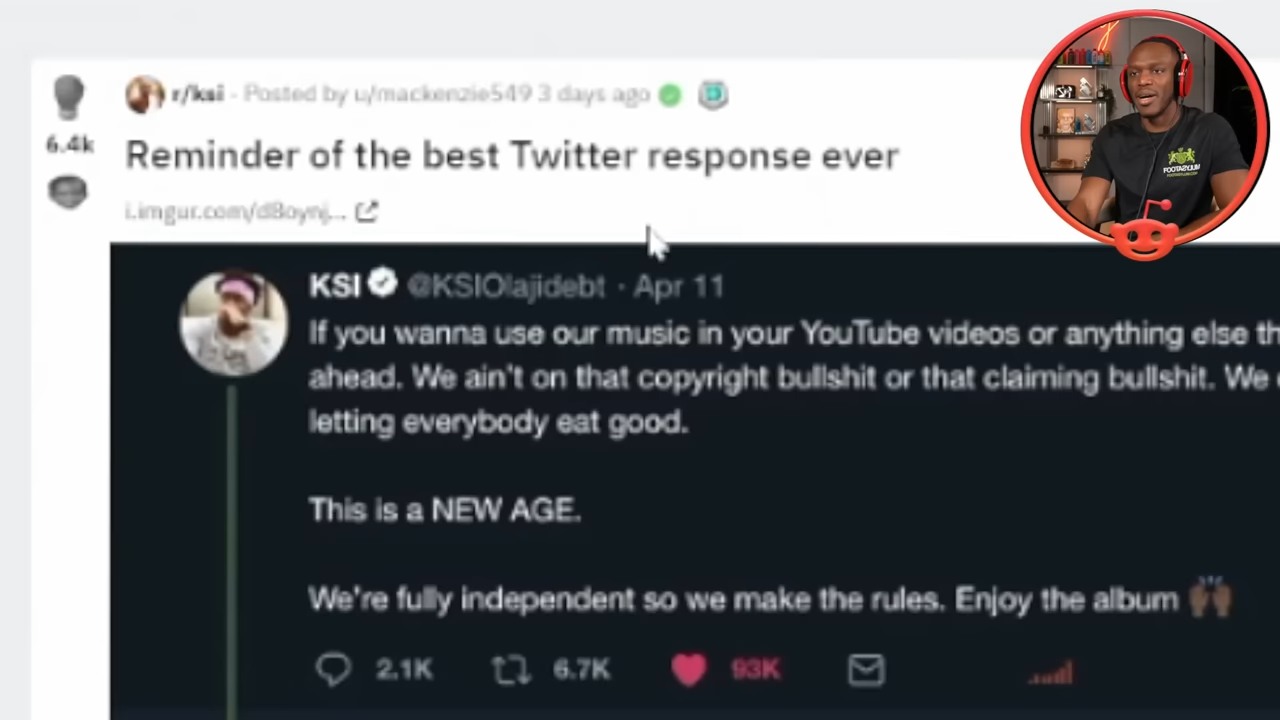 r/ksi · Posted by u/mackenzie549 3 days ago
6.4k
Reminder of the best Twitter response ever
i.imgur.com/d8oynj...
KSI @KSIOlajidebt · Apr 11
If you wanna use our music in your YouTube videos or anything else th
ahead. We ain't on that copyright bullshit or that claiming bullshit. We
letting everybody eat good.
This is a NEW AGE.
We're fully independent so we make the rules. Enjoy the album 🙌🏾
2.1K 6.7K 93K